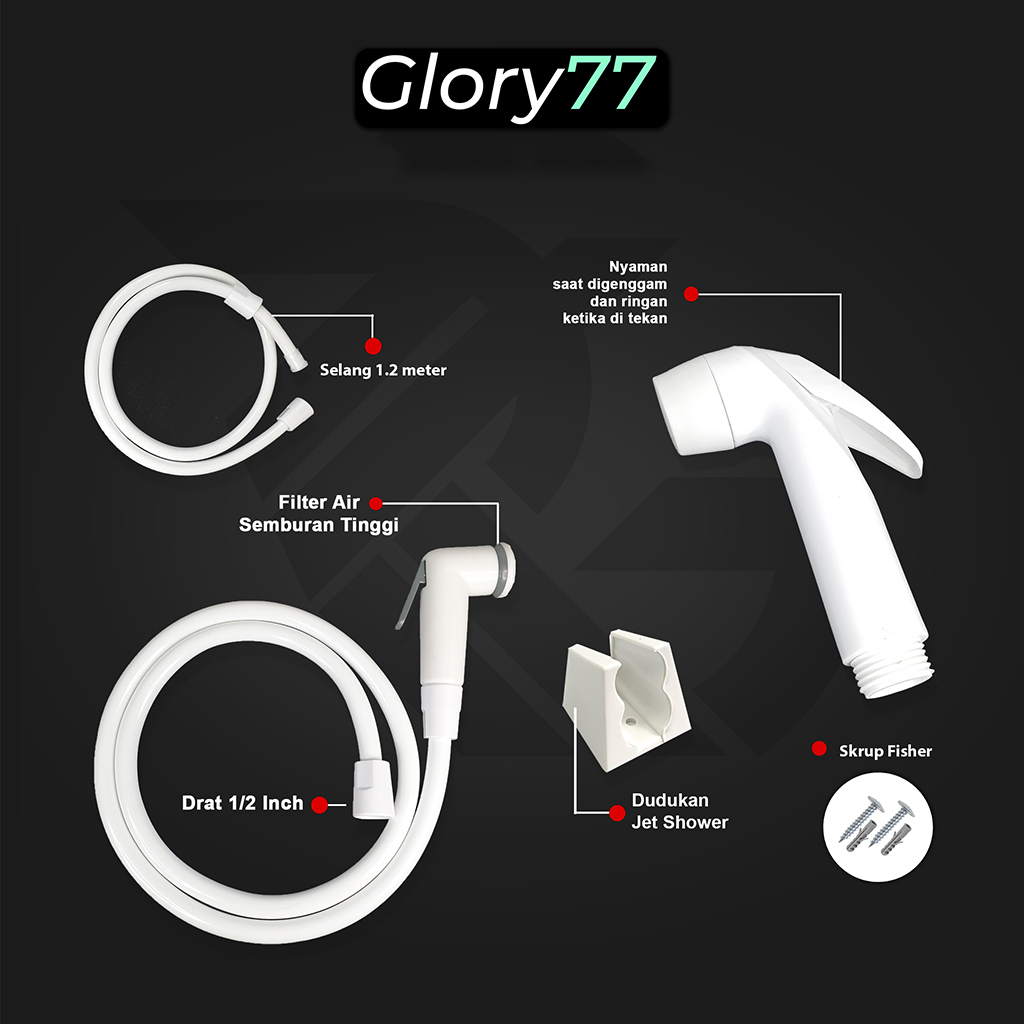 Glory77
Nyaman
saat digenggam
dan ringan
ketika di tekan
Selang 1.2 meter
Filter Air
Semburan Tinggi
Drat 1/2 Inch
Dudukan
Jet Shower
Skrup Fisher